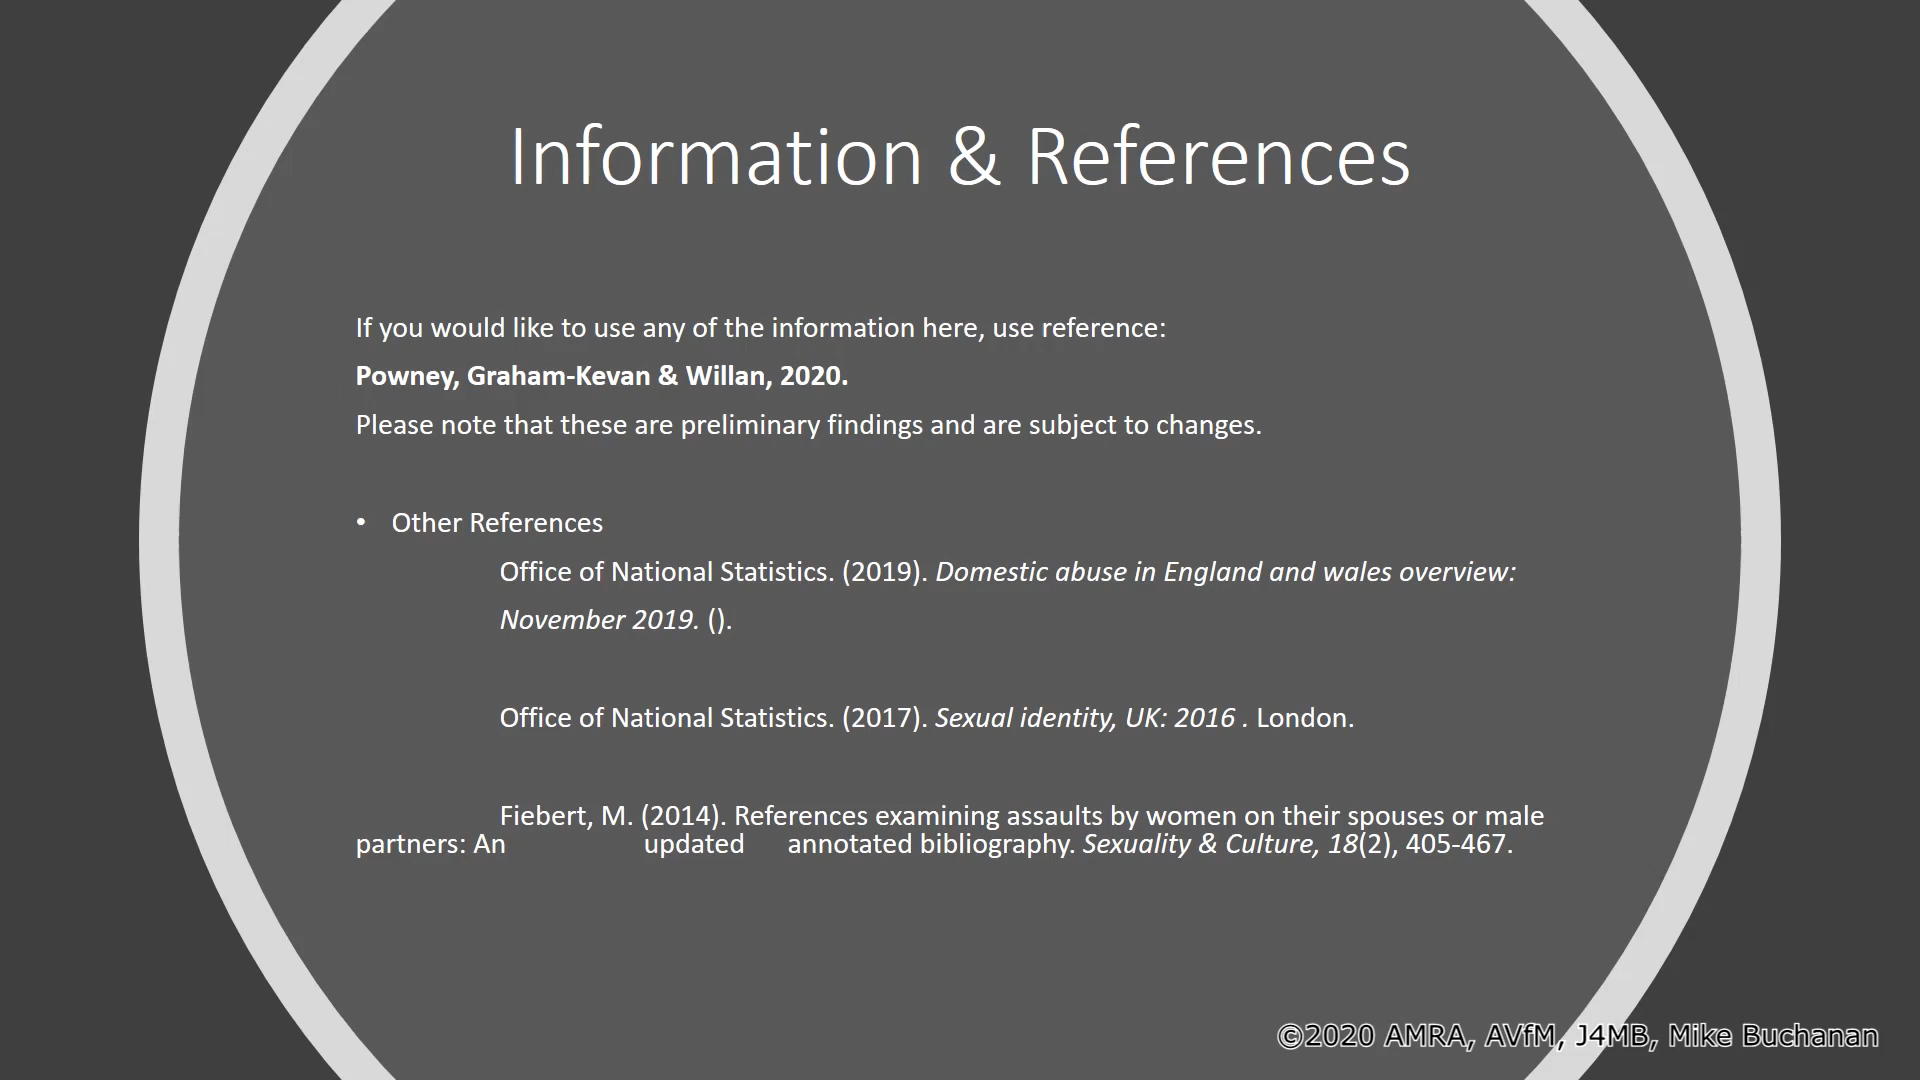 Information & References
If you would like to use any of the information here, use reference:
Powney, Graham-Kevan & Willan, 2020.
Please note that these are preliminary findings and are subject to changes.
• Other References
Office of National Statistics. (2019). Domestic abuse in England and wales overview:
November 2019. ().
Office of National Statistics. (2017). Sexual identity, UK: 2016 . London.
Fiebert, M. (2014). References examining assaults by women on their spouses or male
partners: An updated annotated bibliography. Sexuality & Culture, 18(2), 405-467.
©2020 AMRA, AVfM, J4MB, Mike Buchanan